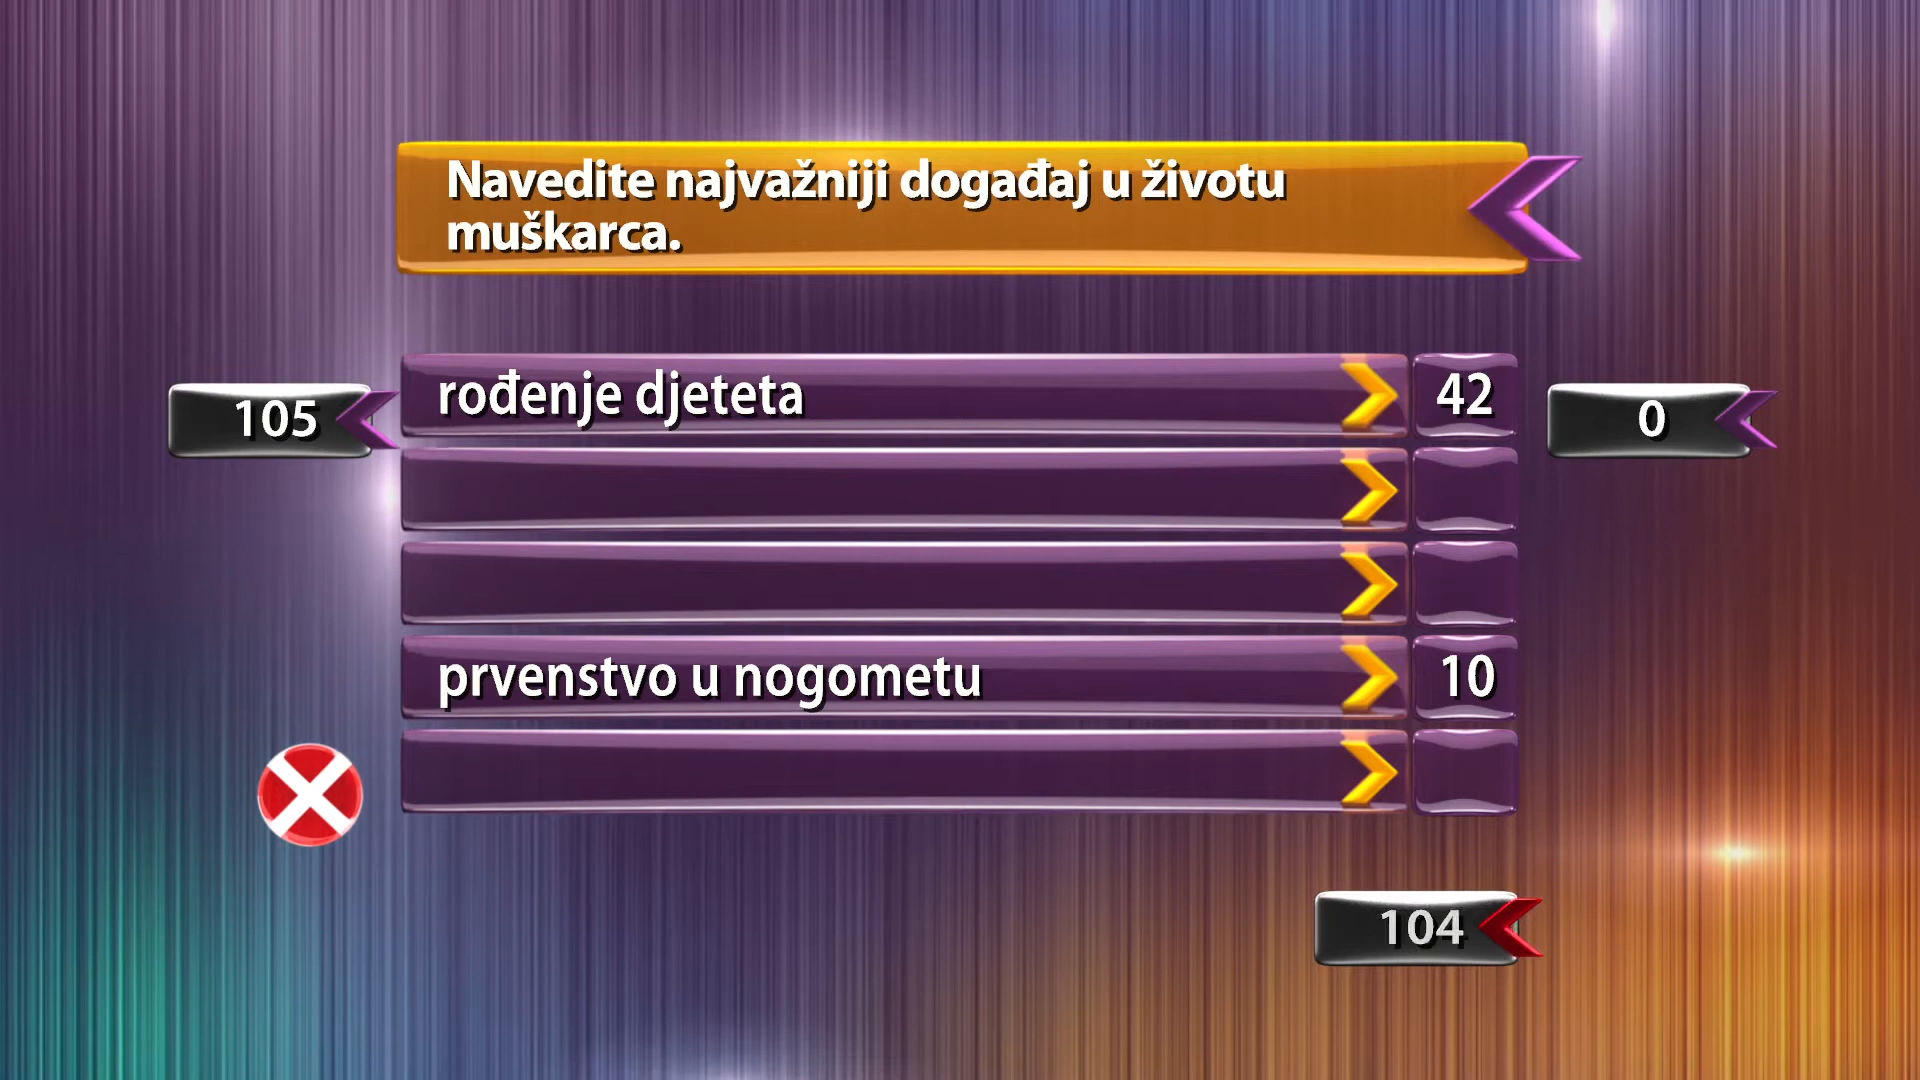 Navedite najvažniji događaj u životu
muškarca.
rođenje djeteta 42
105
0
prvenstvo u nogometu 10
104